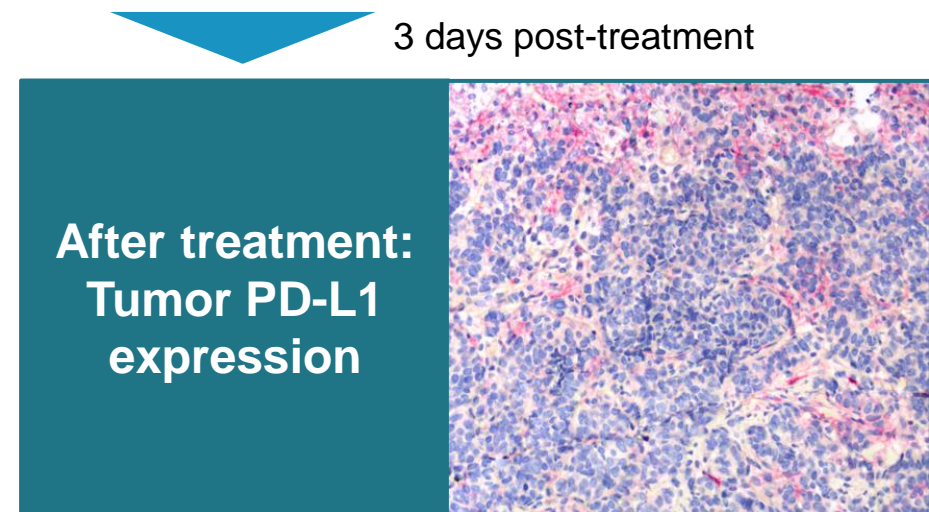 3 days post-treatment
After treatment:
Tumor PD-L1
expression